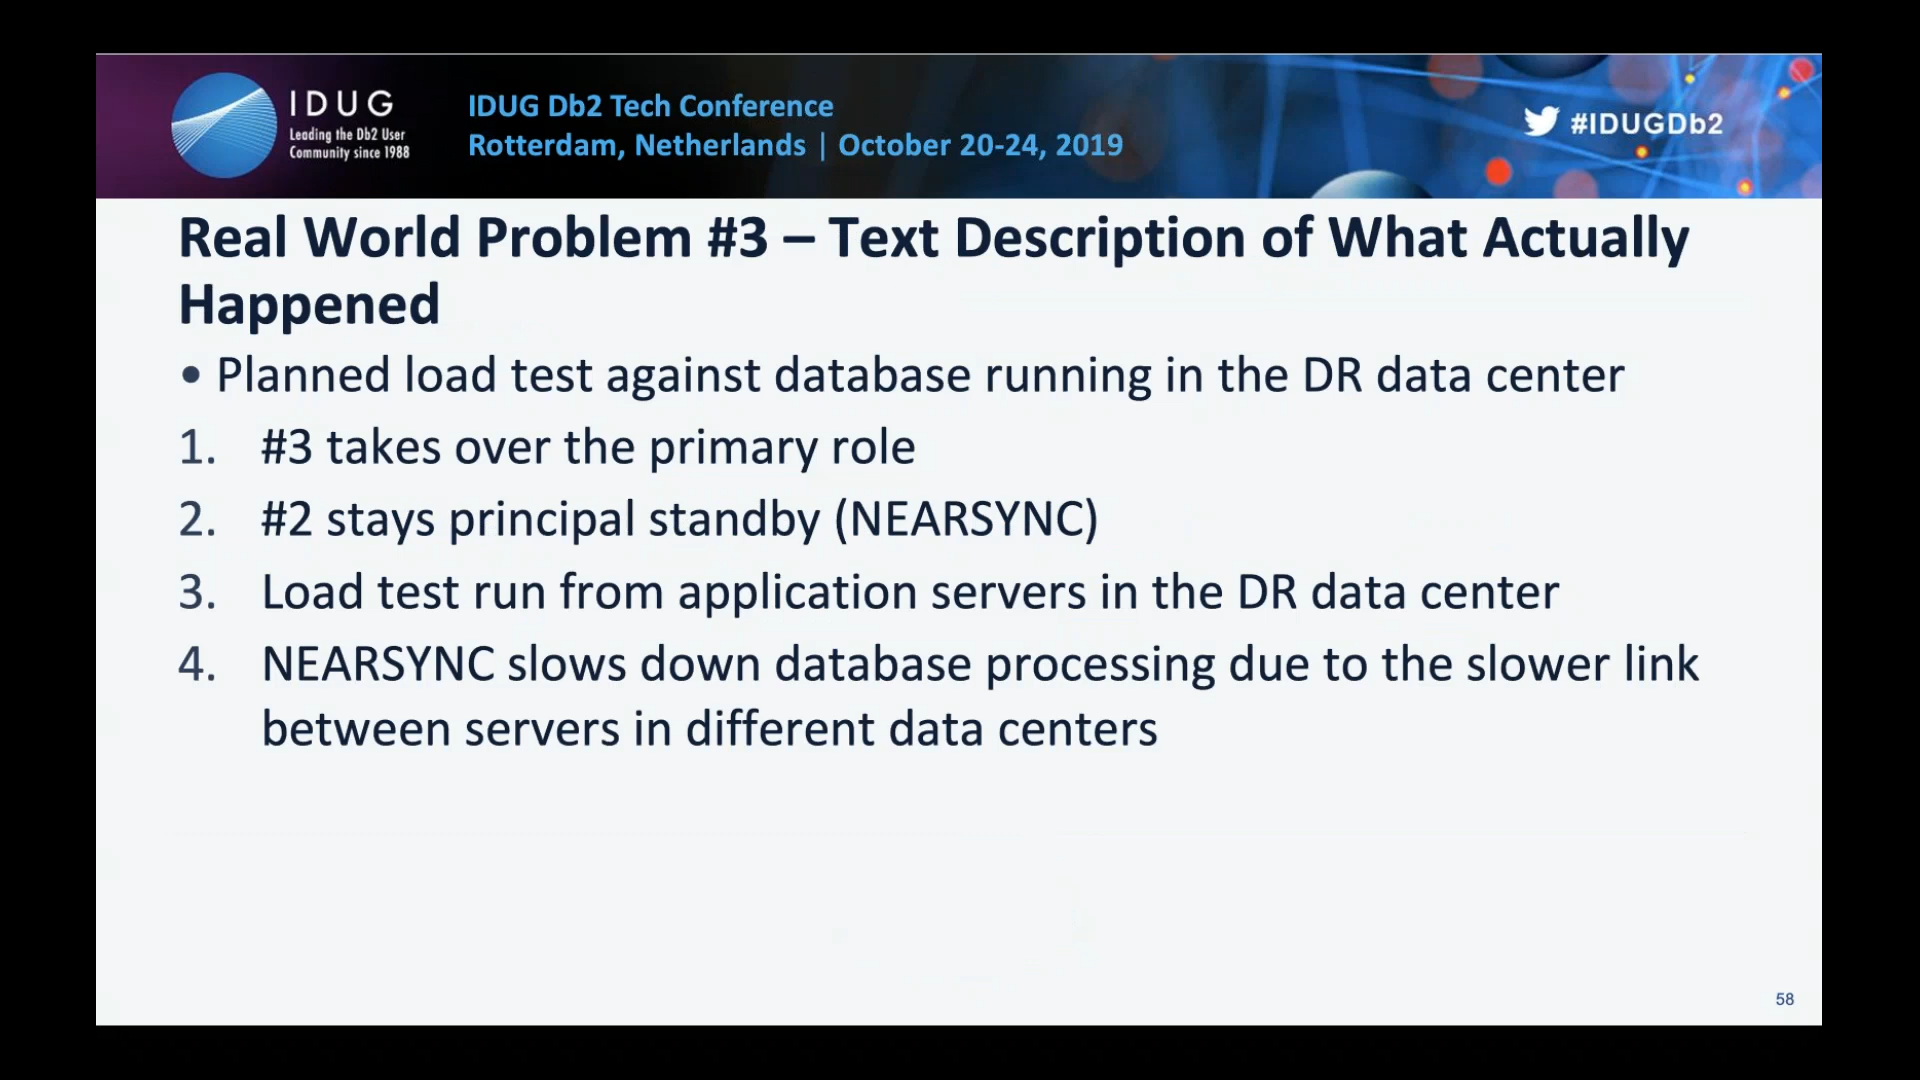 IDUG
Leading the Db2 User
Community since 1988
IDUG Db2 Tech Conference
Rotterdam, Netherlands | October 20-24, 2019
#IDUGDb2
Real World Problem #3 – Text Description of What Actually
Happened
• Planned load test against database running in the DR data center
1. #3 takes over the primary role
2. #2 stays principal standby (NEARSYNC)
3. Load test run from application servers in the DR data center
4. NEARSYNC slows down database processing due to the slower link
between servers in different data centers
58